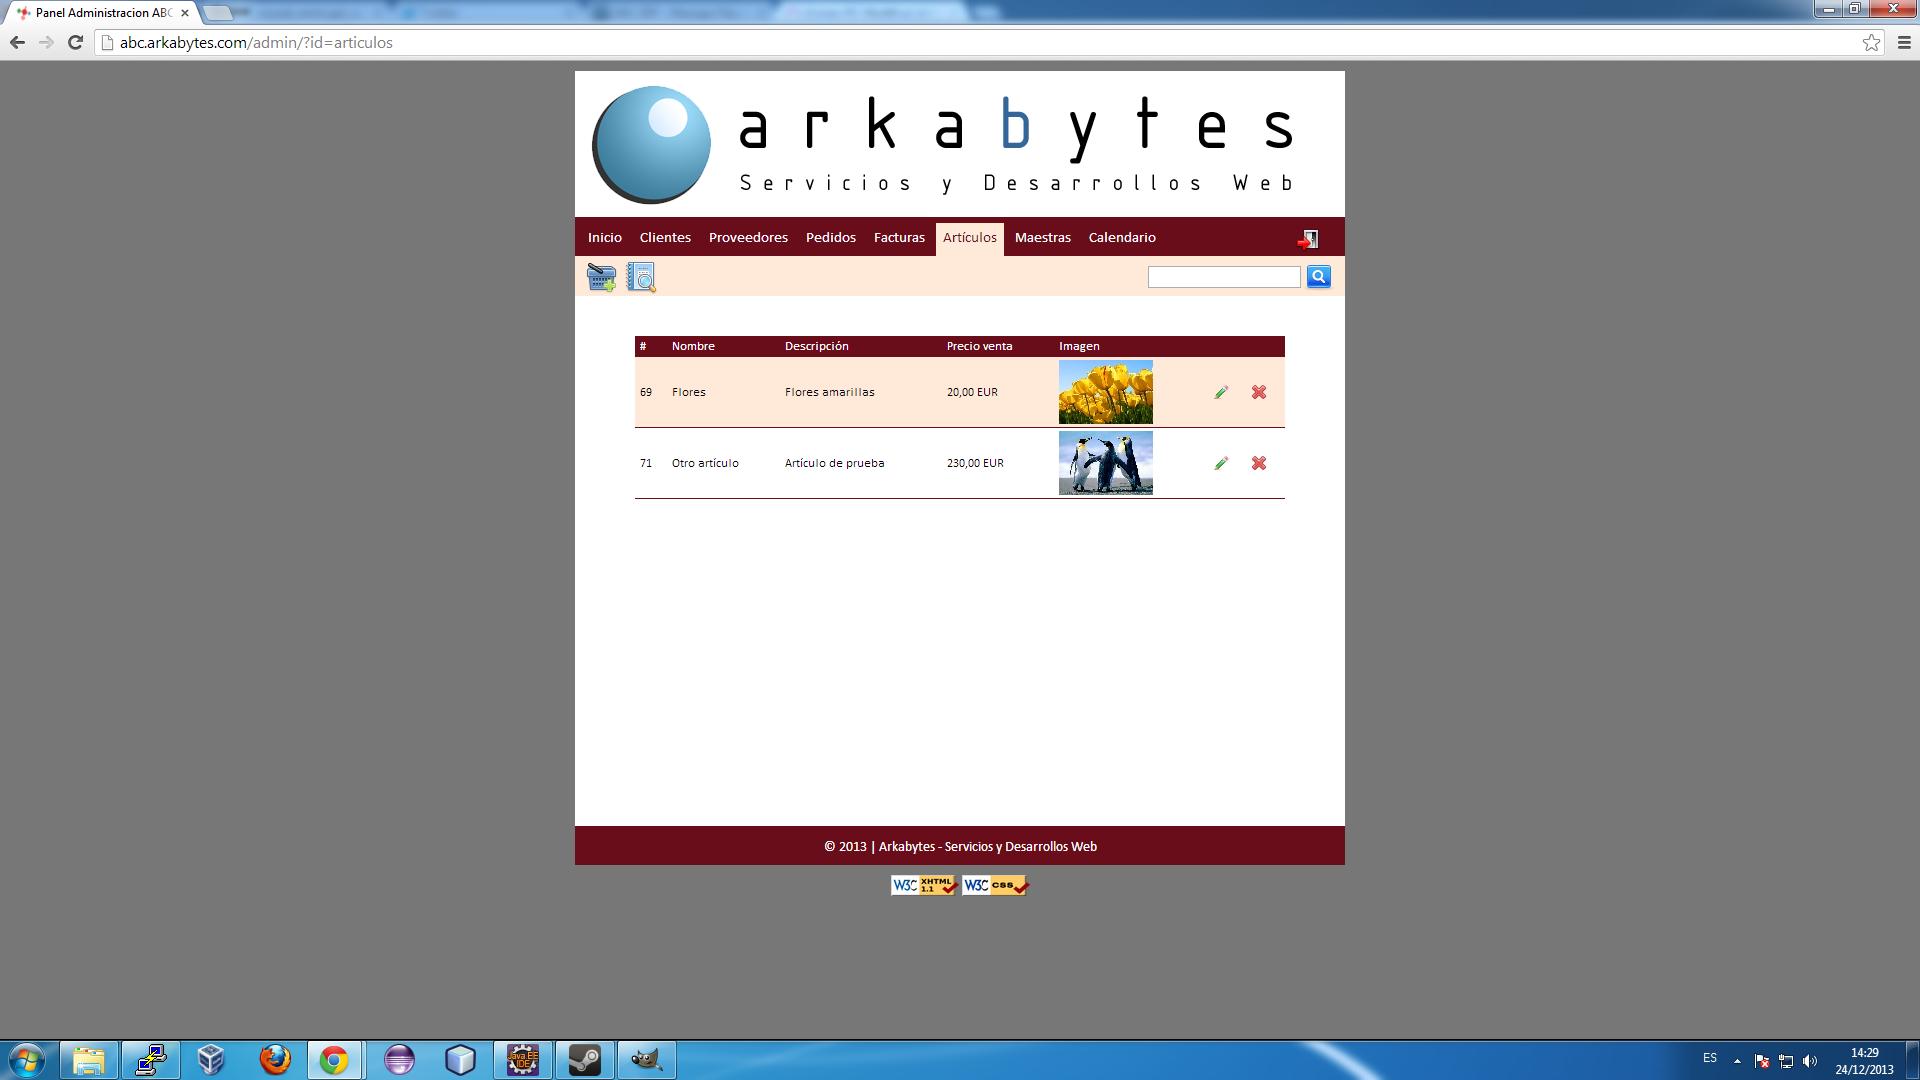 Panel Administracion ABC
abc.arkabytes.com/admin/?id=articulos
arkabytes
Servicios y Desarrollos Web
Inicio Clientes Proveedores Pedidos Facturas Artículos Maestras Calendario
# Nombre Descripción Precio venta Imagen
69 Flores Flores amarillas 20,00 EUR
71 Otro artículo Artículo de prueba 230,00 EUR
© 2013 | Arkabytes - Servicios y Desarrollos Web
W3C XHTML 1.1 W3C CSS
Java EE IDE
ES
14:29
24/12/2013